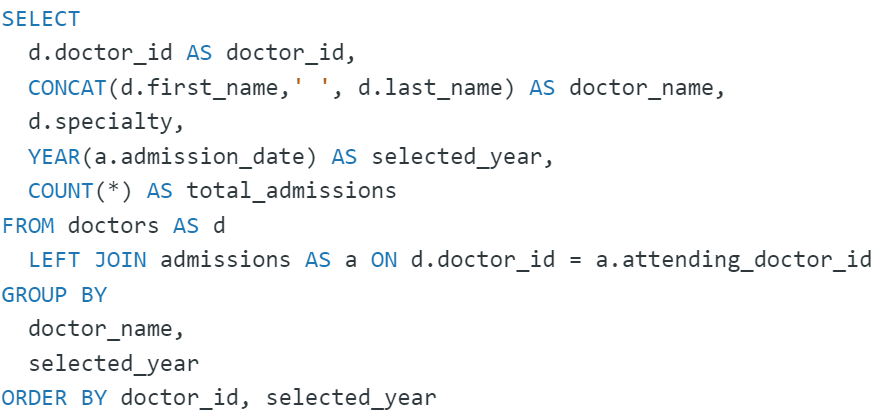 SELECT
  d.doctor_id AS doctor_id,
  CONCAT(d.first_name,' ', d.last_name) AS doctor_name,
  d.specialty,
  YEAR(a.admission_date) AS selected_year,
  COUNT(*) AS total_admissions
FROM doctors AS d
  LEFT JOIN admissions AS a ON d.doctor_id = a.attending_doctor_id
GROUP BY
  doctor_name,
  selected_year
ORDER BY doctor_id, selected_year